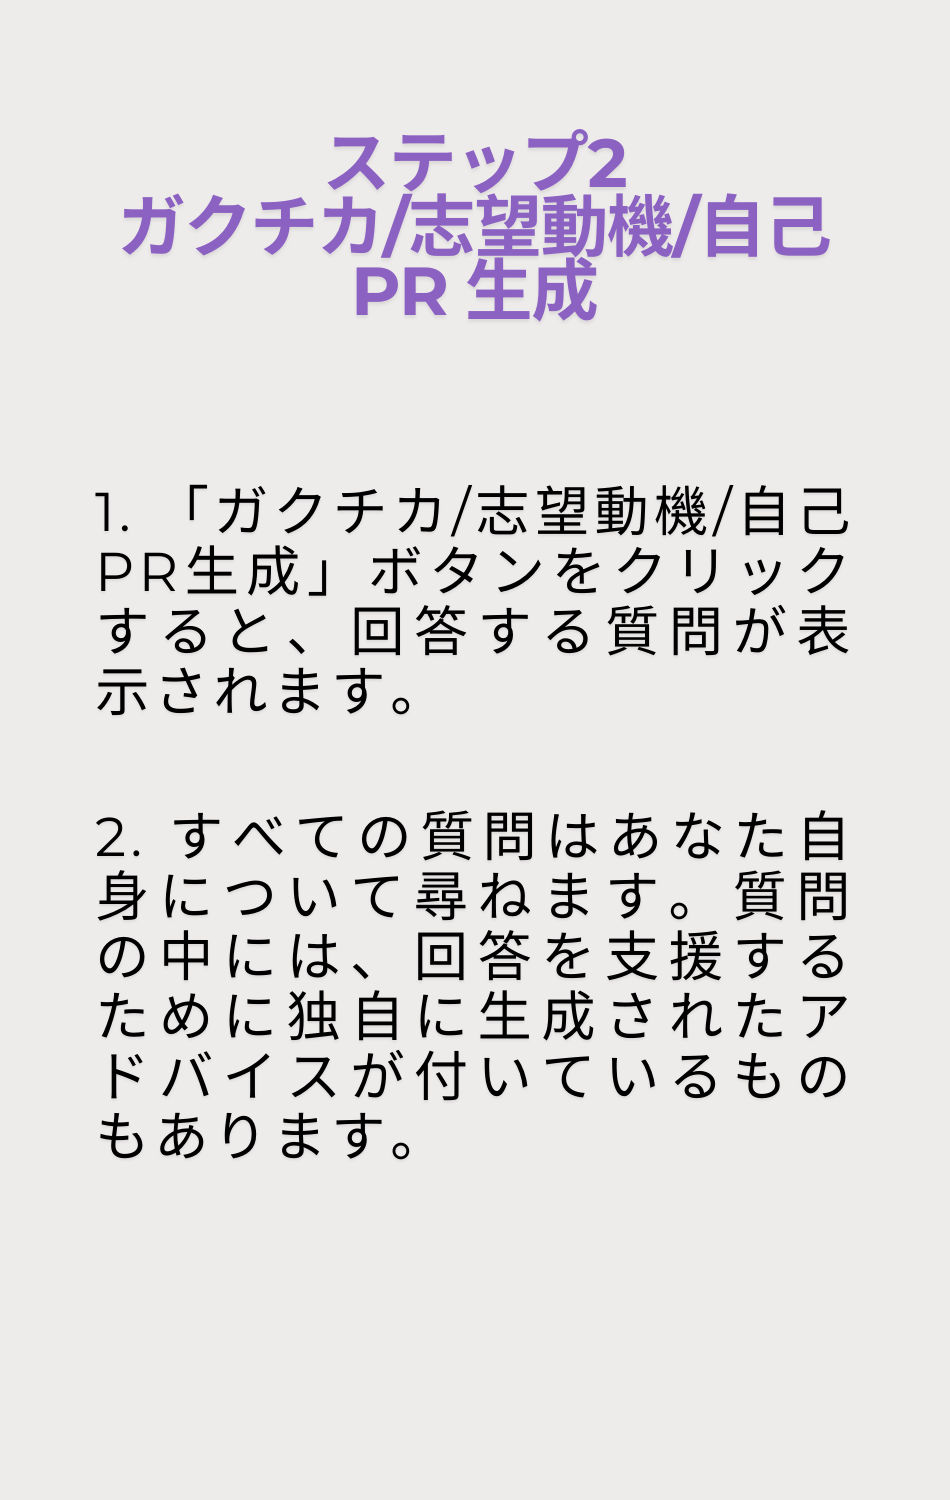 ステップ2
ガクチカ/志望動機/自己
PR 生成
1. 「ガクチカ/志望動機/自己
PR生成」ボタンをクリック
すると、回答する質問が表
示されます。
2. すべての質問はあなた自
身について尋ねます。質問
の中には、回答を支援する
ために独自に生成されたア
ドバイスが付いているもの
もあります。